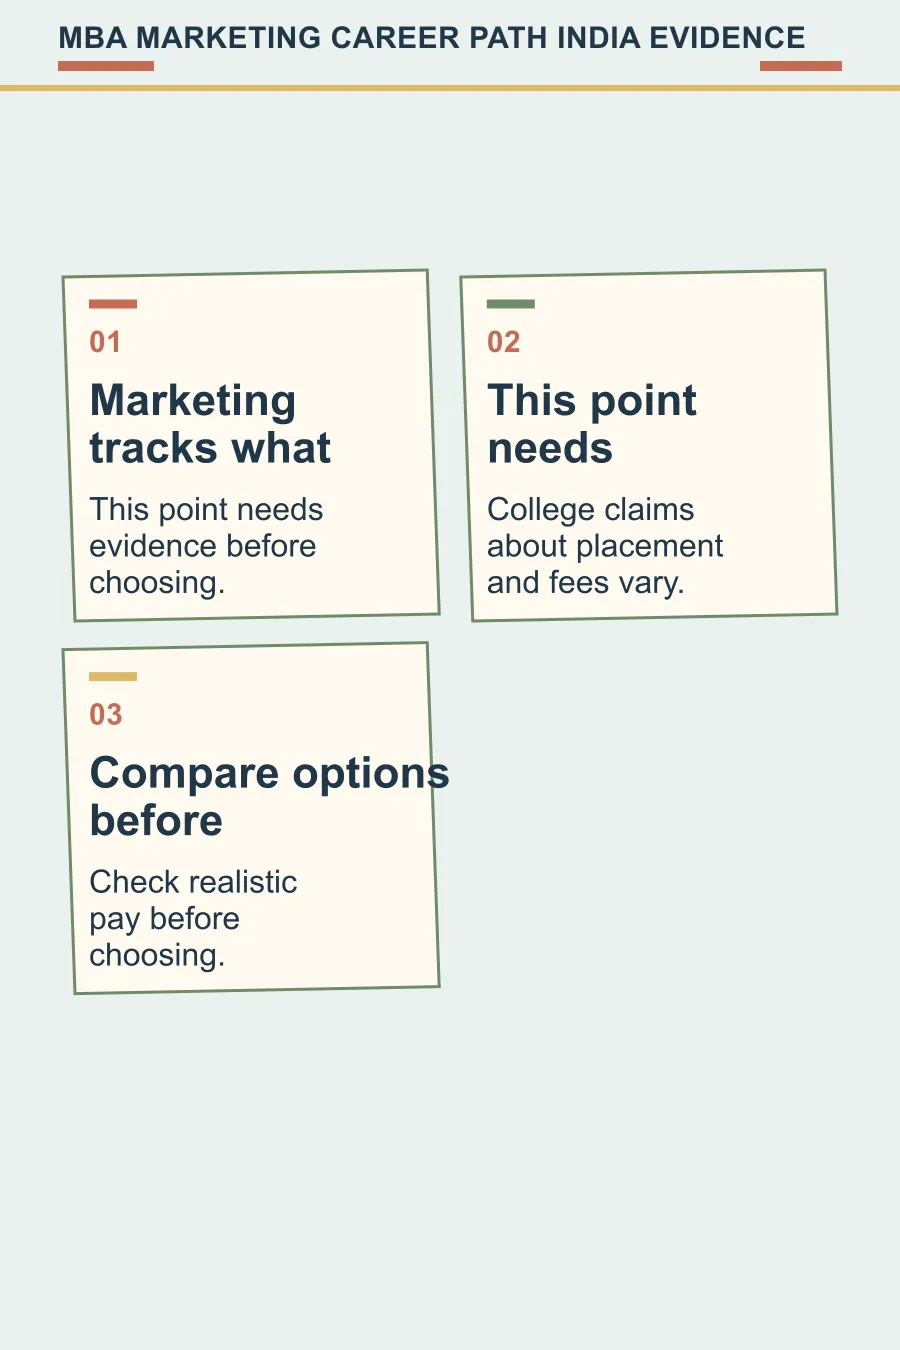 MBA MARKETING CAREER PATH INDIA EVIDENCE
01
Marketing
tracks what
This point needs
evidence before
choosing.
02
This point
needs
College claims
about placement
and fees vary.
03
Compare options
before
Check realistic
pay before
choosing.